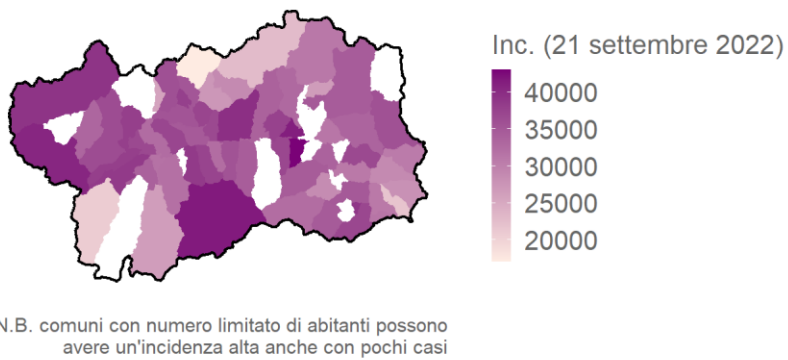 Inc. (21 settembre 2022)
40000
35000
30000
25000
20000
N.B. comuni con numero limitato di abitanti possono
avere un'incidenza alta anche con pochi casi